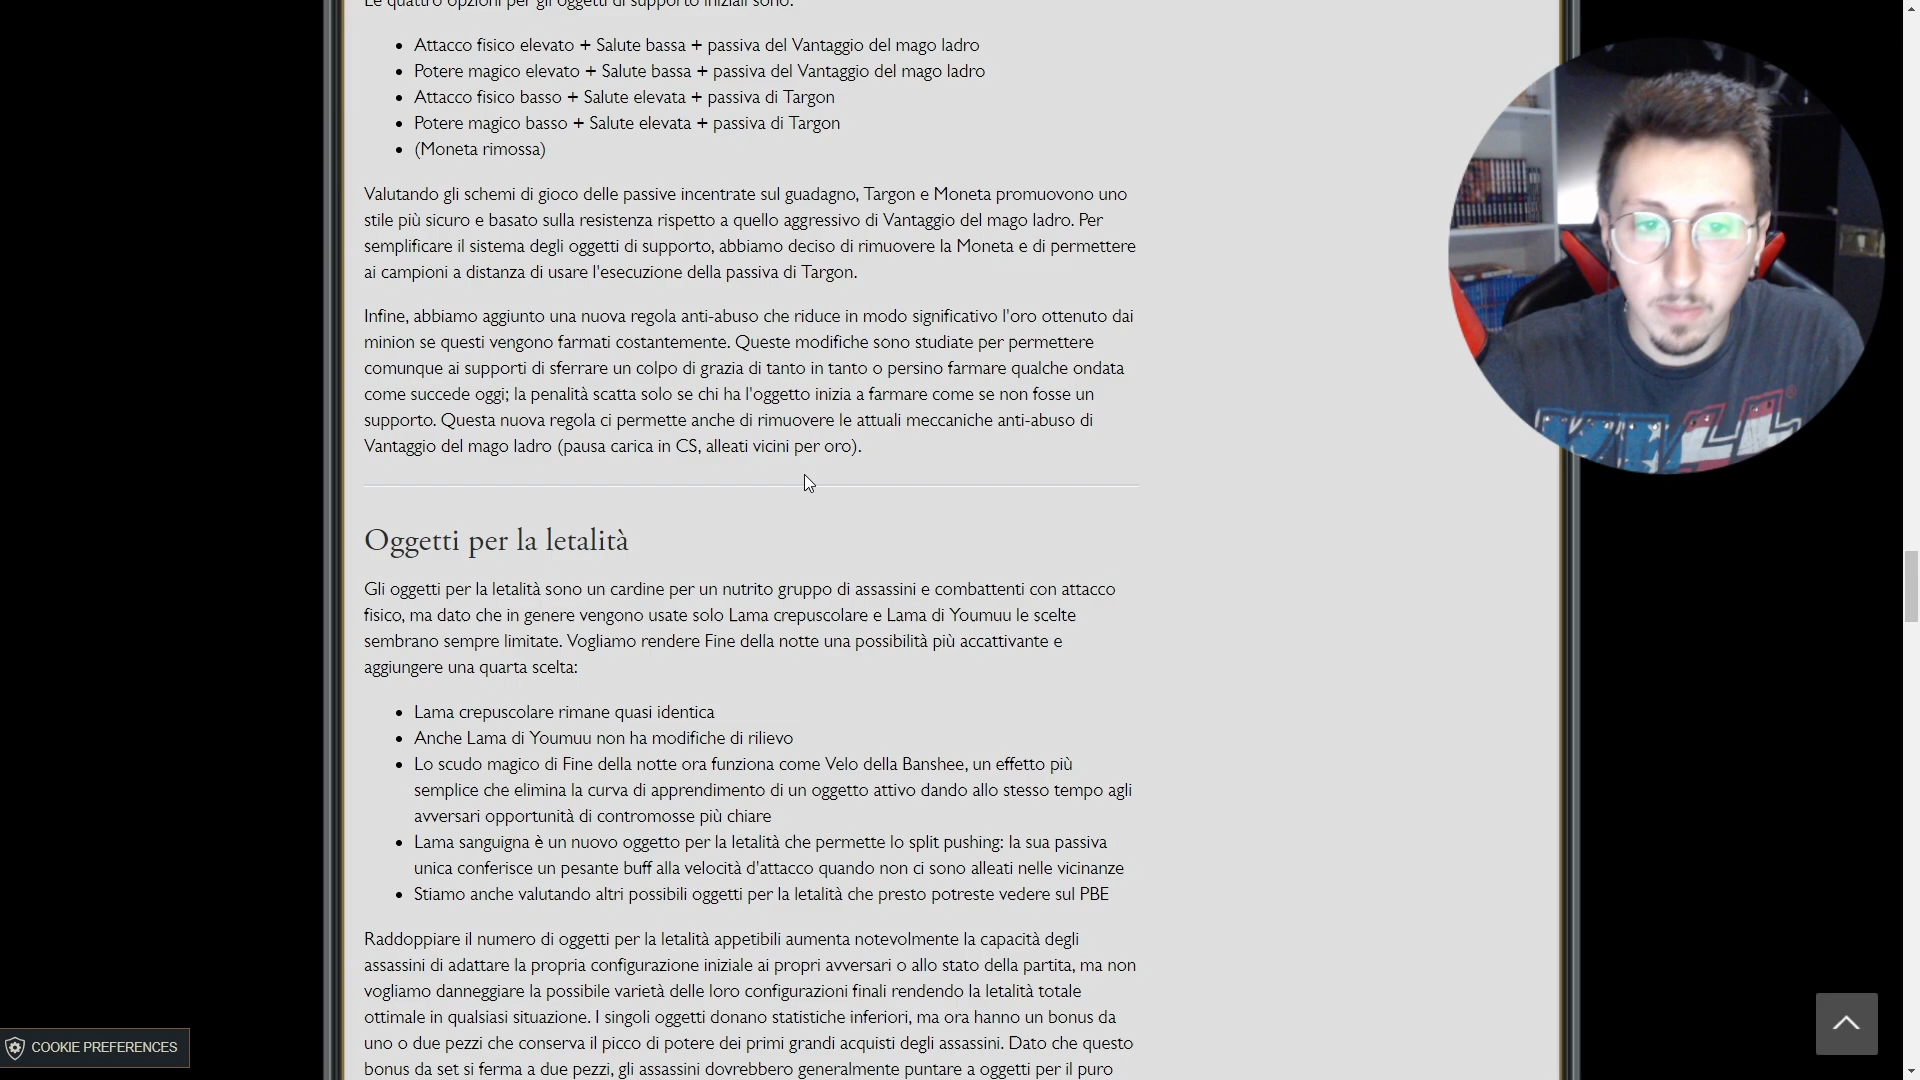 Le quattro opzioni per gli oggetti di supporto iniziali sono:
Attacco fisico elevato + Salute bassa + passiva del Vantaggio del mago ladro
Potere magico elevato + Salute bassa + passiva del Vantaggio del mago ladro
Attacco fisico basso + Salute elevata + passiva di Targon
Potere magico basso + Salute elevata + passiva di Targon
(Moneta rimossa)
Valutando gli schemi di gioco delle passive incentrate sul guadagno, Targon e Moneta promuovono uno
stile più sicuro e basato sulla resistenza rispetto a quello aggressivo di Vantaggio del mago ladro. Per
semplificare il sistema degli oggetti di supporto, abbiamo deciso di rimuovere la Moneta e di permettere
ai campioni a distanza di usare l'esecuzione della passiva di Targon.
Infine, abbiamo aggiunto una nuova regola anti-abuso che riduce in modo significativo l'oro ottenuto dai
minion se questi vengono farmati costantemente. Queste modifiche sono studiate per permettere
comunque ai supporti di sferrare un colpo di grazia di tanto in tanto o persino farmare qualche ondata
come succede oggi; la penalità scatta solo se chi ha l'oggetto inizia a farmare come se non fosse un
supporto. Questa nuova regola ci permette anche di rimuovere le attuali meccaniche anti-abuso di
Vantaggio del mago ladro (pausa carica in CS, alleati vicini per oro).
Oggetti per la letalità
Gli oggetti per la letalità sono un cardine per un nutrito gruppo di assassini e combattenti con attacco
fisico, ma dato che in genere vengono usate solo Lama crepuscolare e Lama di Youmuu le scelte
sembrano sempre limitate. Vogliamo rendere Fine della notte una possibilità più accattivante e
aggiungere una quarta scelta:
Lama crepuscolare rimane quasi identica
Anche Lama di Youmuu non ha modifiche di rilievo
Lo scudo magico di Fine della notte ora funziona come Velo della Banshee, un effetto più
semplice che elimina la curva di apprendimento di un oggetto attivo dando allo stesso tempo agli
avversari opportunità di contromosse più chiare
Lama sanguigna è un nuovo oggetto per la letalità che permette lo split pushing: la sua passiva
unica conferisce un pesante buff alla velocità d'attacco quando non ci sono alleati nelle vicinanze
Stiamo anche valutando altri possibili oggetti per la letalità che presto potreste vedere sul PBE
Raddoppiare il numero di oggetti per la letalità appetibili aumenta notevolmente la capacità degli
assassini di adattare la propria configurazione iniziale ai propri avversari o allo stato della partita, ma non
vogliamo danneggiare la possibile varietà delle loro configurazioni finali rendendo la letalità totale
ottimale in qualsiasi situazione. I singoli oggetti donano statistiche inferiori, ma ora hanno un bonus da
uno o due pezzi che conserva il picco di potere dei primi grandi acquisti degli assassini. Dato che questo
bonus da set si ferma a due pezzi, gli assassini dovrebbero generalmente puntare a oggetti per il puro
COOKIE PREFERENCES